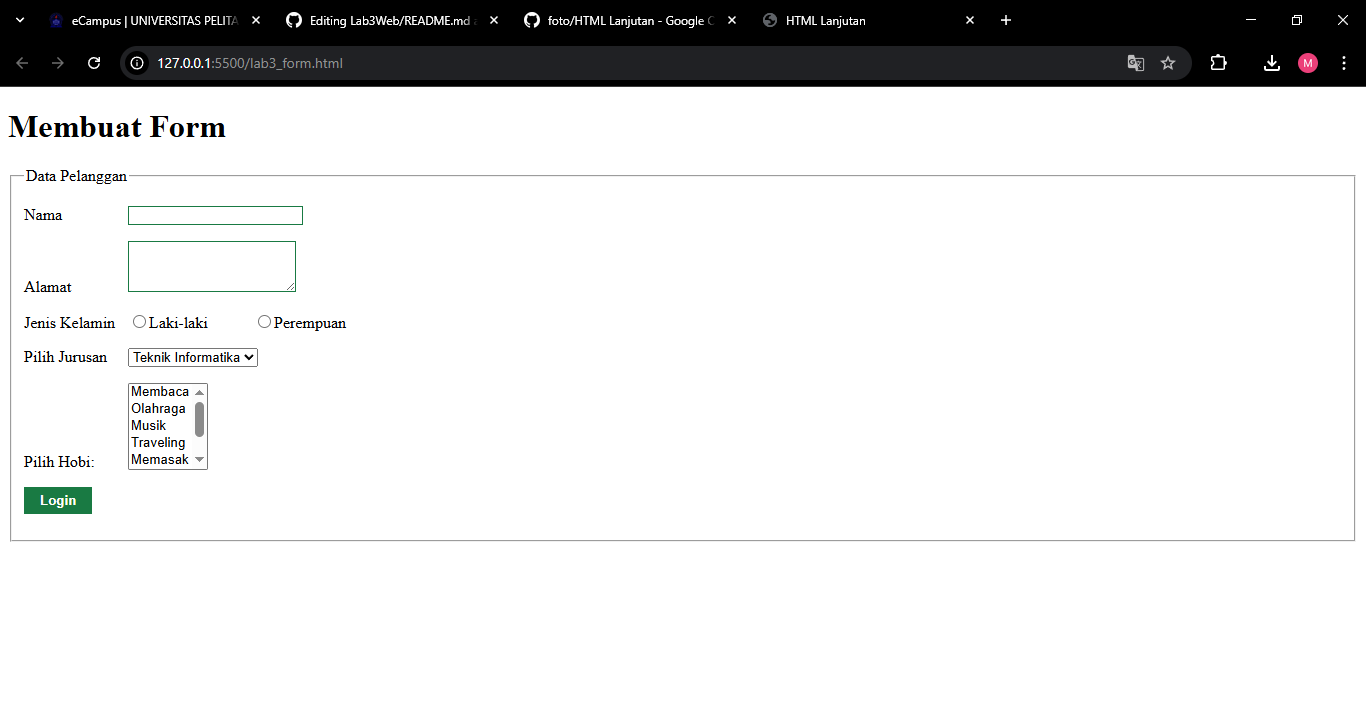 eCampus | UNIVERSITAS PELITA
Editing Lab3Web/README.md
foto/HTML Lanjutan - Google C
HTML Lanjutan
127.0.0.1:5500/lab3_form.html
M
Membuat Form
Data Pelanggan
Nama
Alamat
Jenis Kelamin Laki-laki Perempuan
Pilih Jurusan Teknik Informatika
Membaca
Olahraga
Musik
Traveling
Memasak
Pilih Hobi:
Login